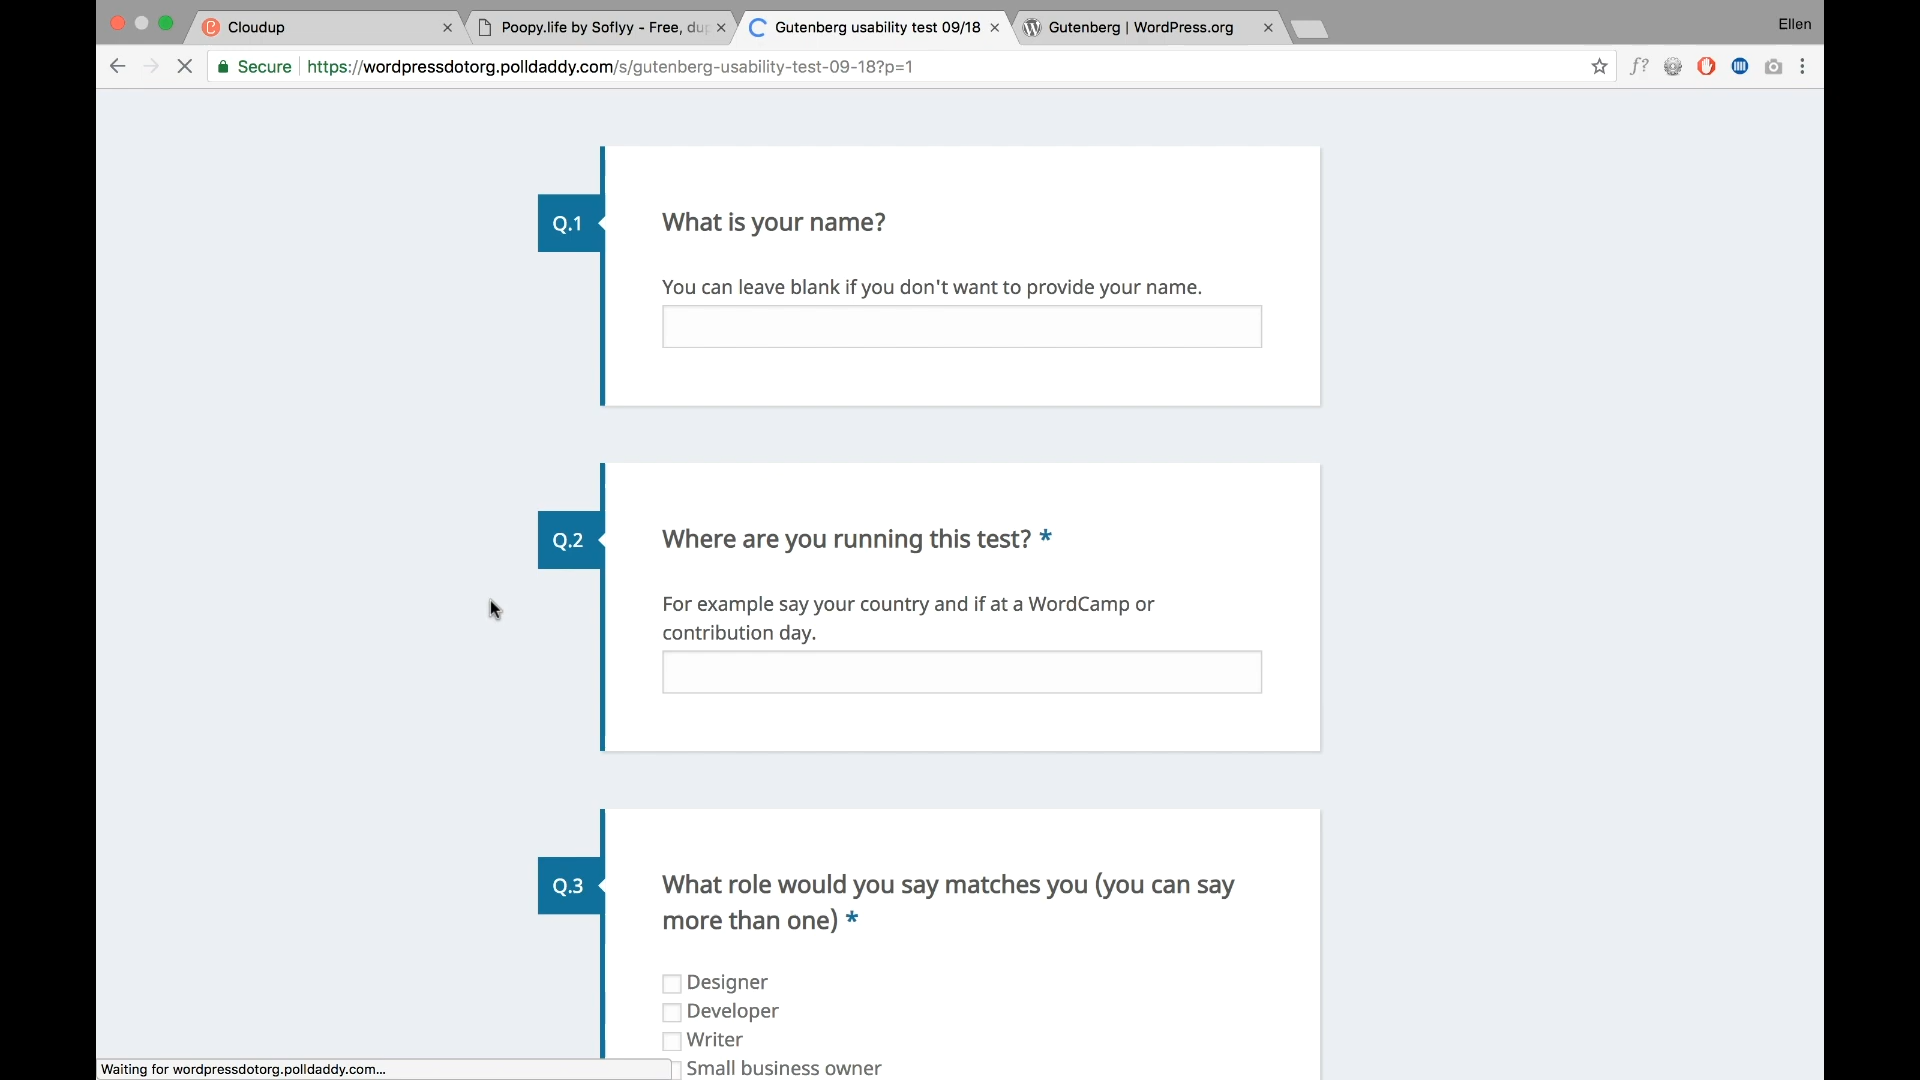 Cloudup
Poopy.life by Soflyy - Free, dup
Gutenberg usability test 09/18
Gutenberg | WordPress.org
Ellen
Secure
https://wordpressdotorg.polldaddy.com/s/gutenberg-usability-test-09-18?p=1
f?
Q.1
What is your name?
You can leave blank if you don't want to provide your name.
Q.2
Where are you running this test? *
For example say your country and if at a WordCamp or
contribution day.
Q.3
What role would you say matches you (you can say
more than one) *
Designer
Developer
Writer
Small business owner
Waiting for wordpressdotorg.polldaddy.com...